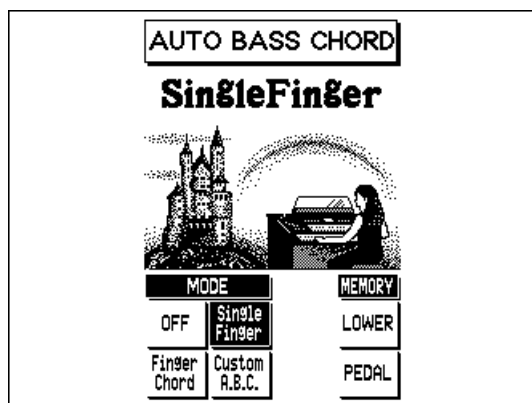 AUTO BASS CHORD
SingleFinger
MODE
MEMORY
OFF
Single
Finger
LOWER
Finger
Chord
Custom
A.B.C.
PEDAL